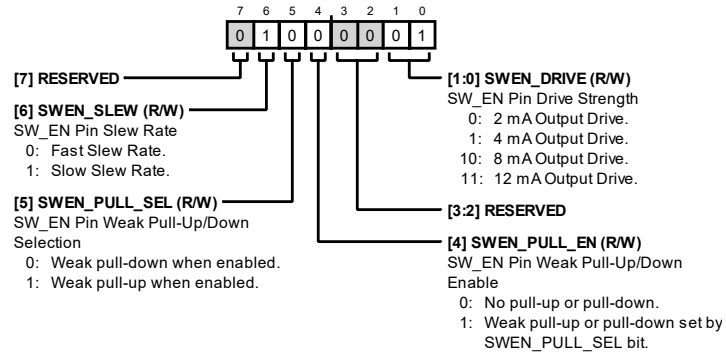 7 6 5 4 3 2 1 0
0 1 0 0 0 0 0 1
[7] RESERVED
[6] SWEN_SLEW (R/W)
SW_EN Pin Slew Rate
0: Fast Slew Rate.
1: Slow Slew Rate.
[5] SWEN_PULL_SEL (R/W)
SW_EN Pin Weak Pull-Up/Down
Selection
0: Weak pull-down when enabled.
1: Weak pull-up when enabled.
[1:0] SWEN_DRIVE (R/W)
SW_EN Pin Drive Strength
0: 2 mA Output Drive.
1: 4 mA Output Drive.
10: 8 mA Output Drive.
11: 12 mA Output Drive.
[3:2] RESERVED
[4] SWEN_PULL_EN (R/W)
SW_EN Pin Weak Pull-Up/Down
Enable
0: No pull-up or pull-down.
1: Weak pull-up or pull-down set by
SWEN_PULL_SEL bit.